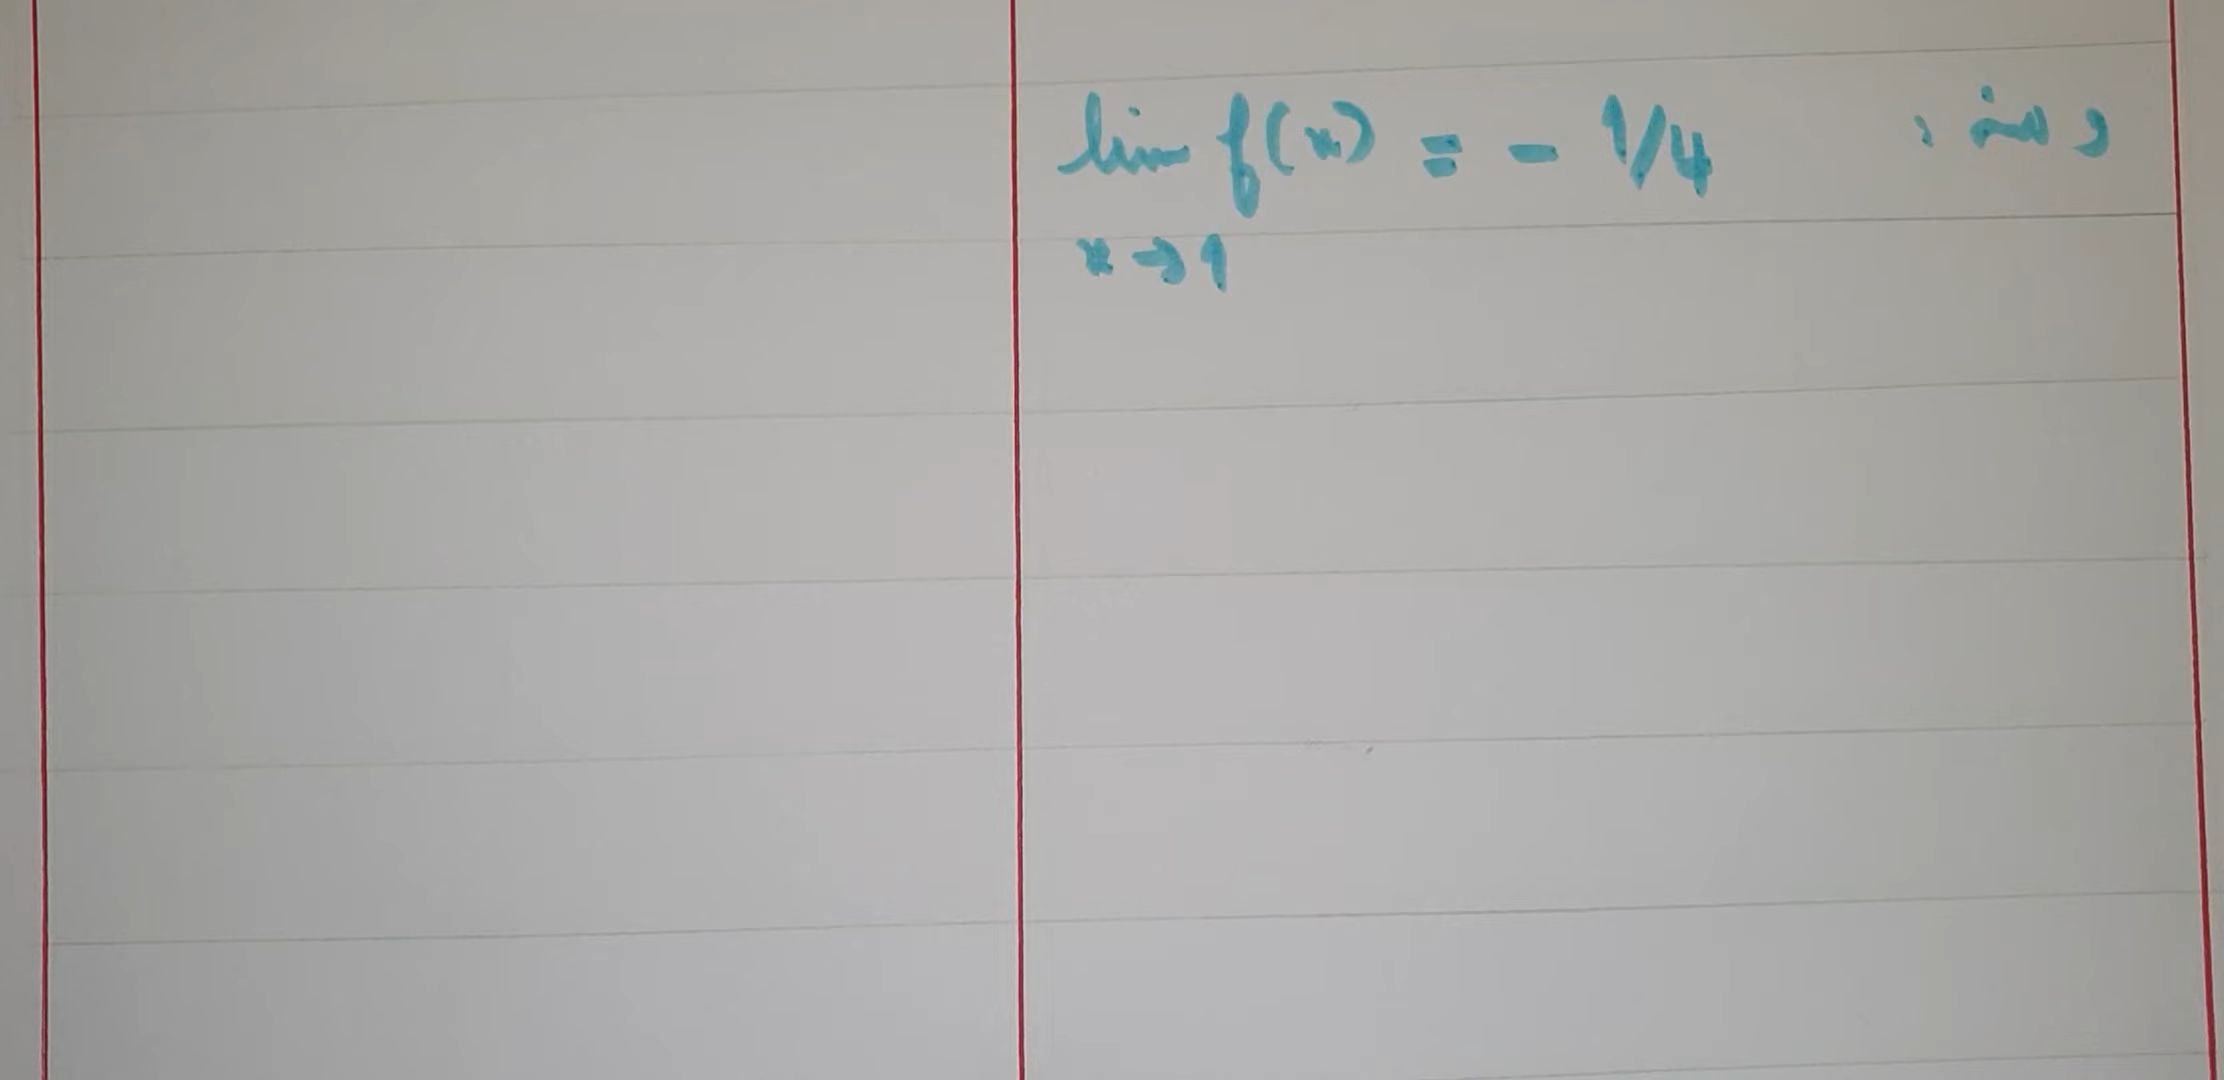 ومنه : lim f(x) = - 1/4
x→1